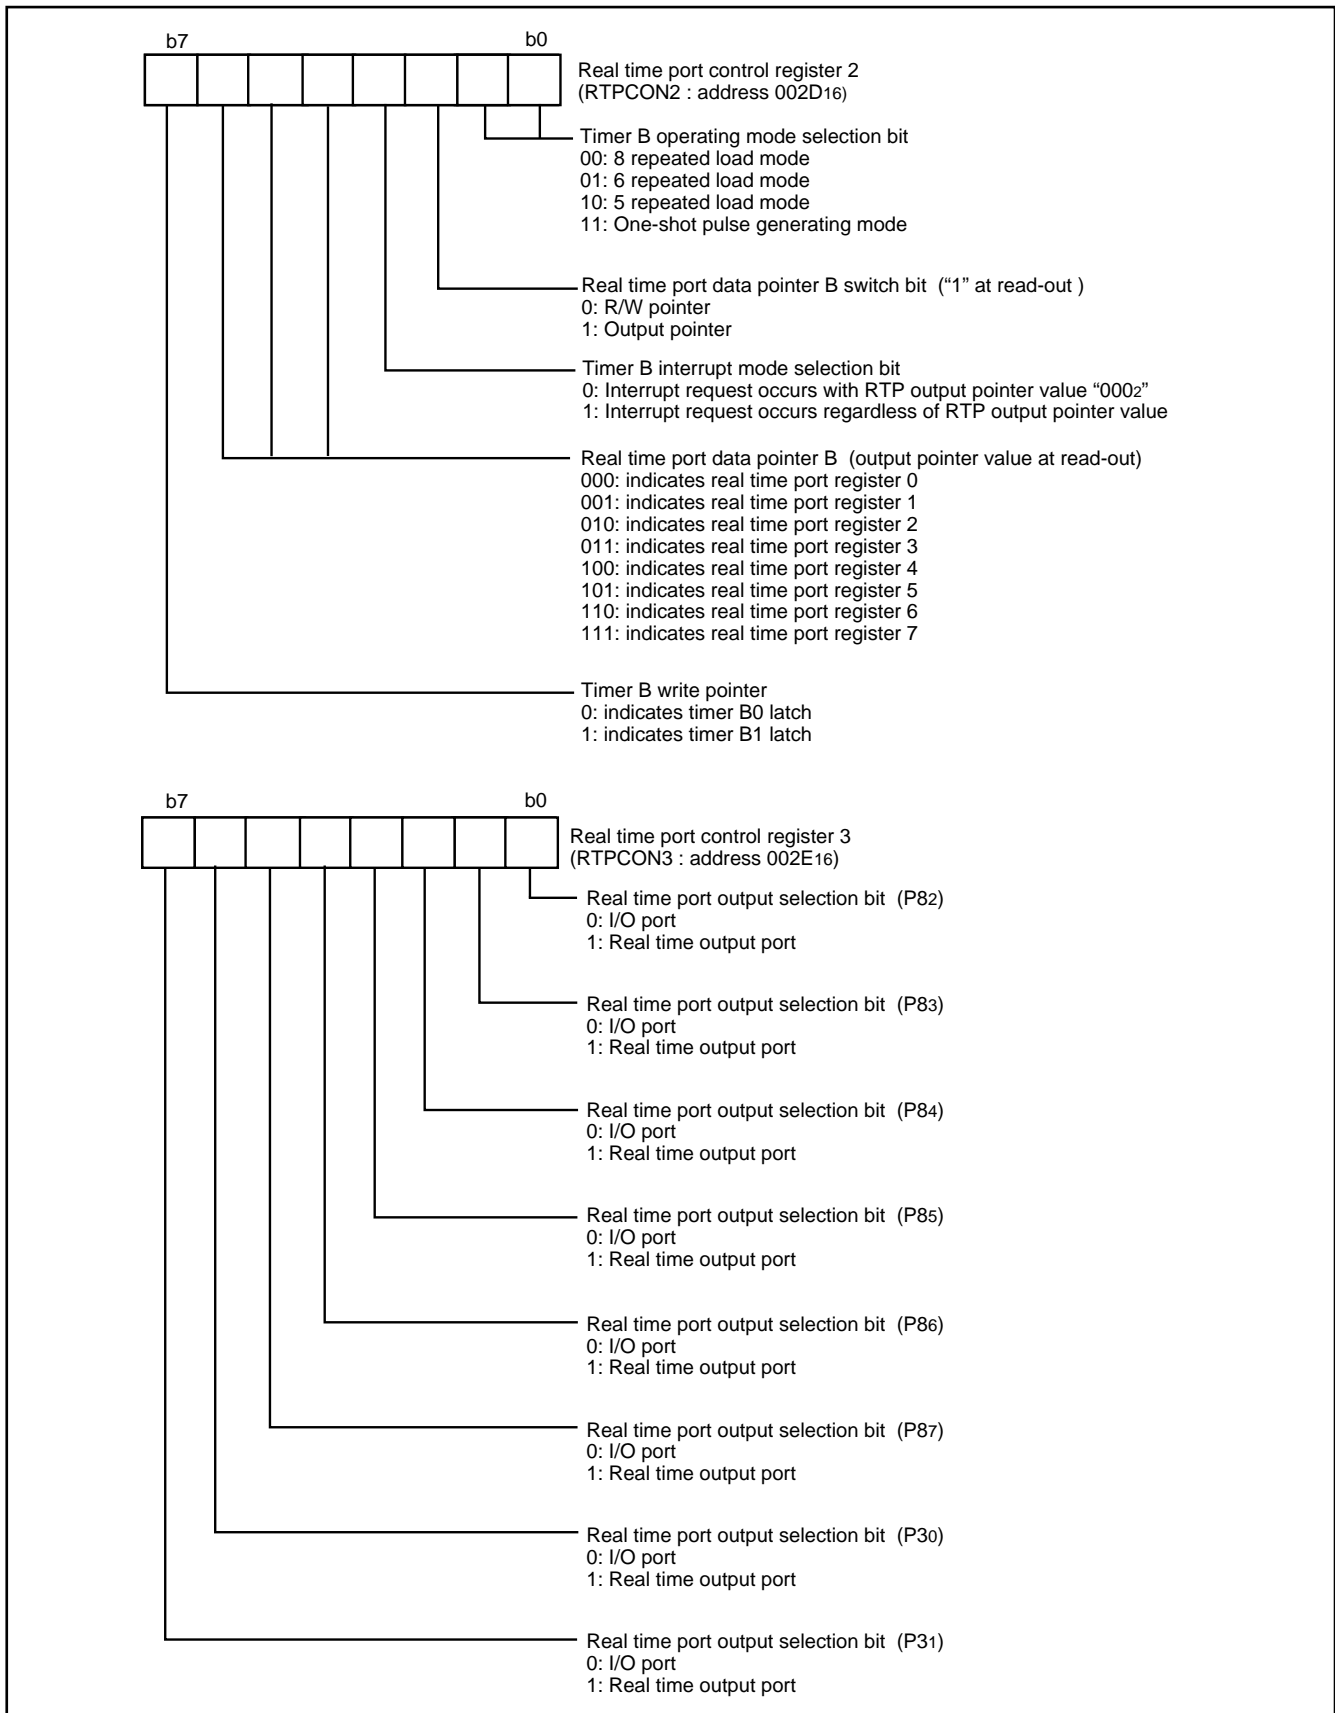 b7 b0
Real time port control register 2
(RTPCON2 : address 002D16)
Timer B operating mode selection bit
00: 8 repeated load mode
01: 6 repeated load mode
10: 5 repeated load mode
11: One-shot pulse generating mode
Real time port data pointer B switch bit (“1” at read-out )
0: R/W pointer
1: Output pointer
Timer B interrupt mode selection bit
0: Interrupt request occurs with RTP output pointer value “0002”
1: Interrupt request occurs regardless of RTP output pointer value
Real time port data pointer B (output pointer value at read-out)
000: indicates real time port register 0
001: indicates real time port register 1
010: indicates real time port register 2
011: indicates real time port register 3
100: indicates real time port register 4
101: indicates real time port register 5
110: indicates real time port register 6
111: indicates real time port register 7
Timer B write pointer
0: indicates timer B0 latch
1: indicates timer B1 latch
b7 b0
Real time port control register 3
(RTPCON3 : address 002E16)
Real time port output selection bit (P82)
0: I/O port
1: Real time output port
Real time port output selection bit (P83)
0: I/O port
1: Real time output port
Real time port output selection bit (P84)
0: I/O port
1: Real time output port
Real time port output selection bit (P85)
0: I/O port
1: Real time output port
Real time port output selection bit (P86)
0: I/O port
1: Real time output port
Real time port output selection bit (P87)
0: I/O port
1: Real time output port
Real time port output selection bit (P30)
0: I/O port
1: Real time output port
Real time port output selection bit (P31)
0: I/O port
1: Real time output port